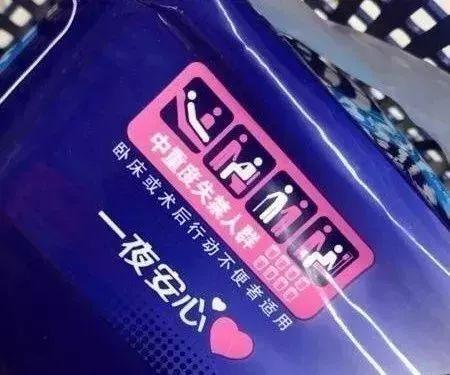 中重度失禁人群
卧床或术后行动不便者适用
一夜安心